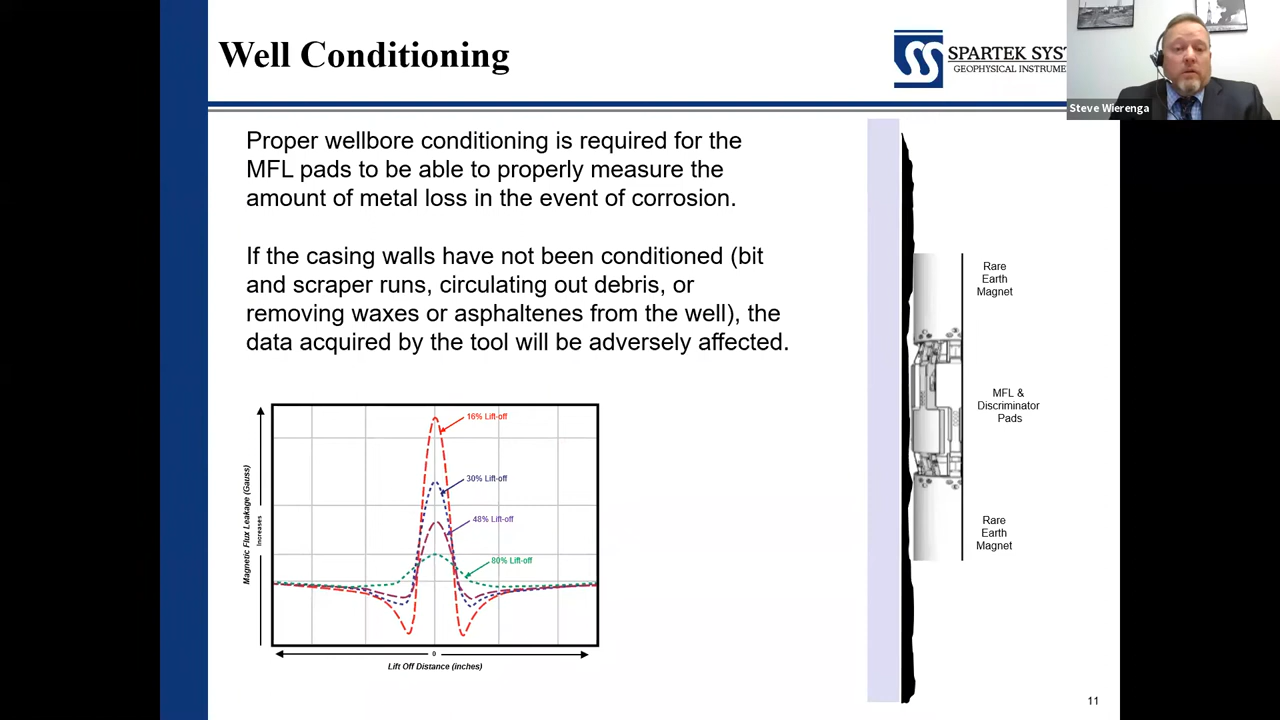 Well Conditioning
SPARTEK SYST
GEOPHYSICAL INSTRUME
Steve Wierenga
Proper wellbore conditioning is required for the
MFL pads to be able to properly measure the
amount of metal loss in the event of corrosion.
If the casing walls have not been conditioned (bit
and scraper runs, circulating out debris, or
removing waxes or asphaltenes from the well), the
data acquired by the tool will be adversely affected.
Rare
Earth
Magnet
MFL &
Discriminator
Pads
Rare
Earth
Magnet
Magnetic Flux Leakage (Gauss)
Increases
16% Lift-off
30% Lift-off
48% Lift-off
80% Lift-off
0
Lift Off Distance (inches)
11